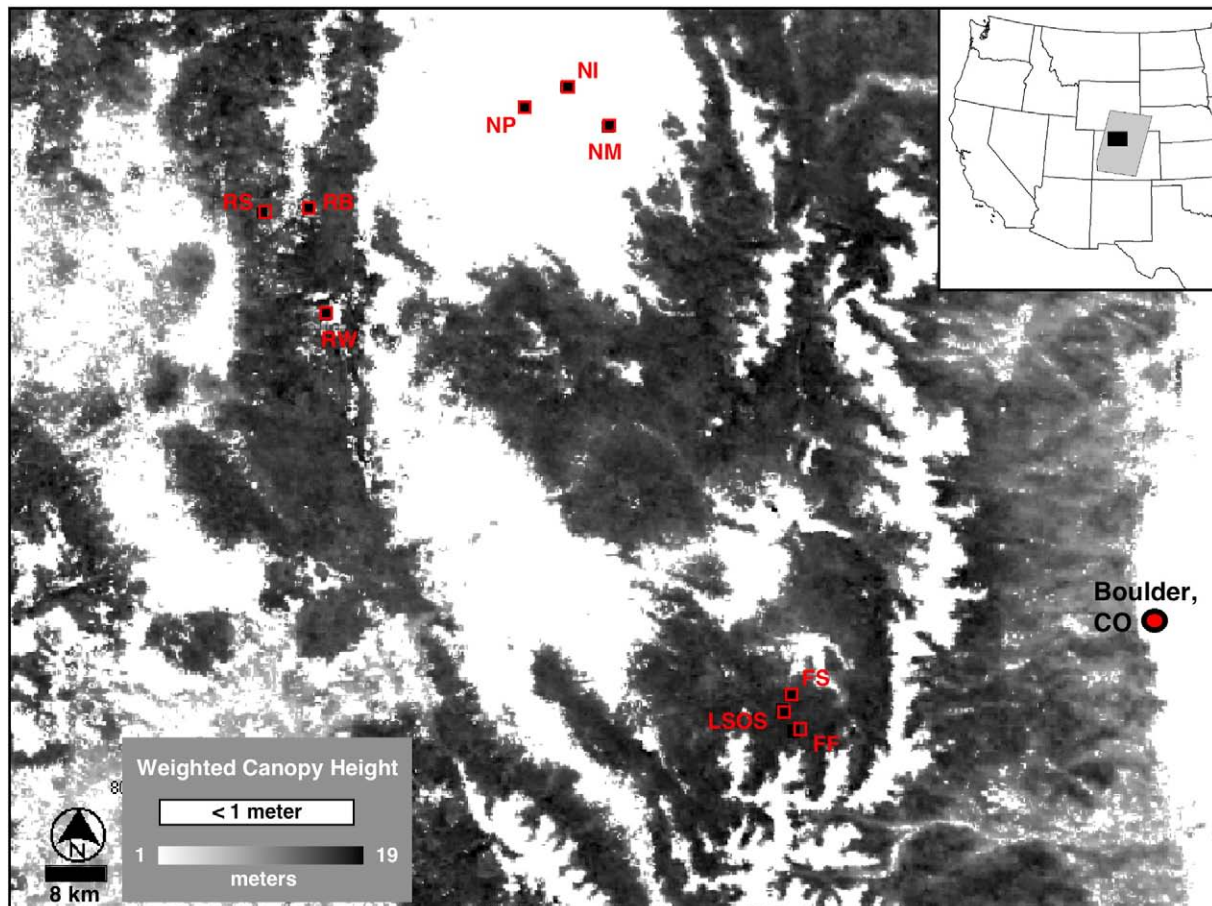 NI
NP
NM
RS
RB
RW
Boulder,
CO
FS
LSOS
FF
80
Weighted Canopy Height
< 1 meter
1
19
meters
N
8 km